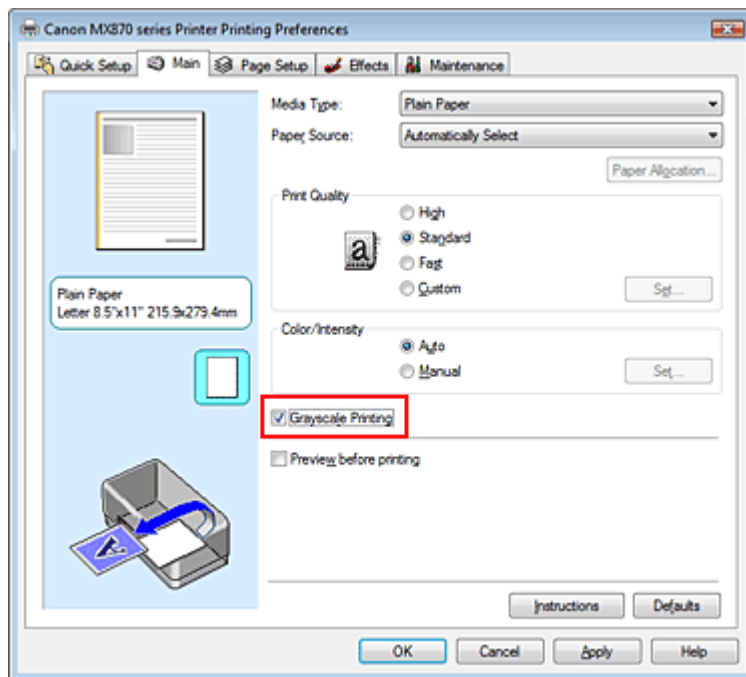 Canon MX870 series Printer Printing Preferences
Quick Setup Main Page Setup Effects Maintenance
Media Type: Plain Paper
Paper Source: Automatically Select
Paper Allocation...
Print Quality
High
a Standard
Fast
Custom Set...
Plain Paper
Letter 8.5"x11" 215.9x279.4mm
Color/Intensity
Auto
Manual Set...
Grayscale Printing
Preview before printing
A
Instructions Defaults
OK Cancel Apply Help